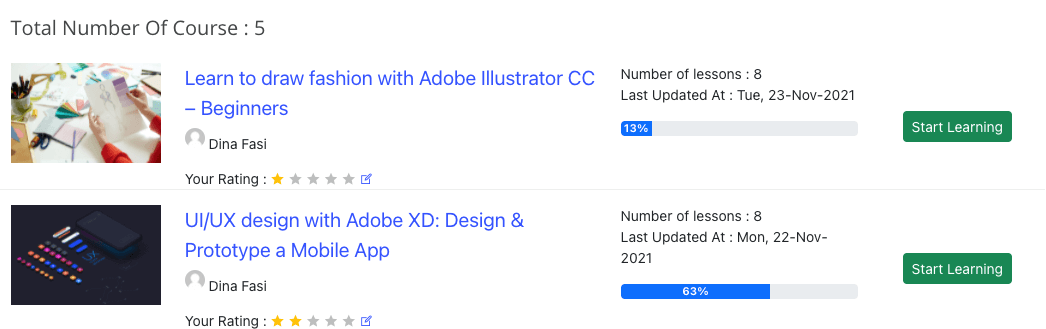 Total Number Of Course : 5
Learn to draw fashion with Adobe Illustrator CC
– Beginners
Dina Fasi
Your Rating :
Number of lessons : 8
Last Updated At : Tue, 23-Nov-2021
13%
Start Learning
UI/UX design with Adobe XD: Design &
Prototype a Mobile App
Dina Fasi
Your Rating :
Number of lessons : 8
Last Updated At : Mon, 22-Nov-
2021
63%
Start Learning